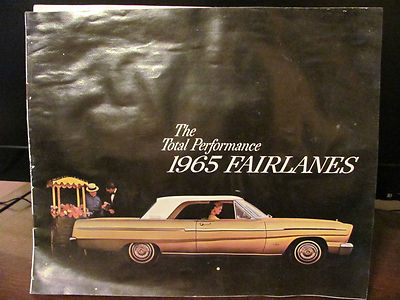 The
Total Performance
1965 FAIRLANES